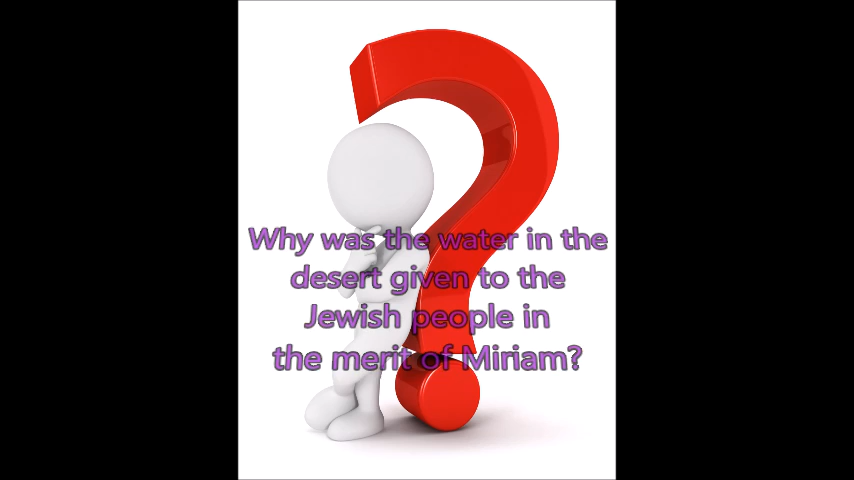 Why was the water in the
desert given to the
Jewish people in
the merit of Miriam?